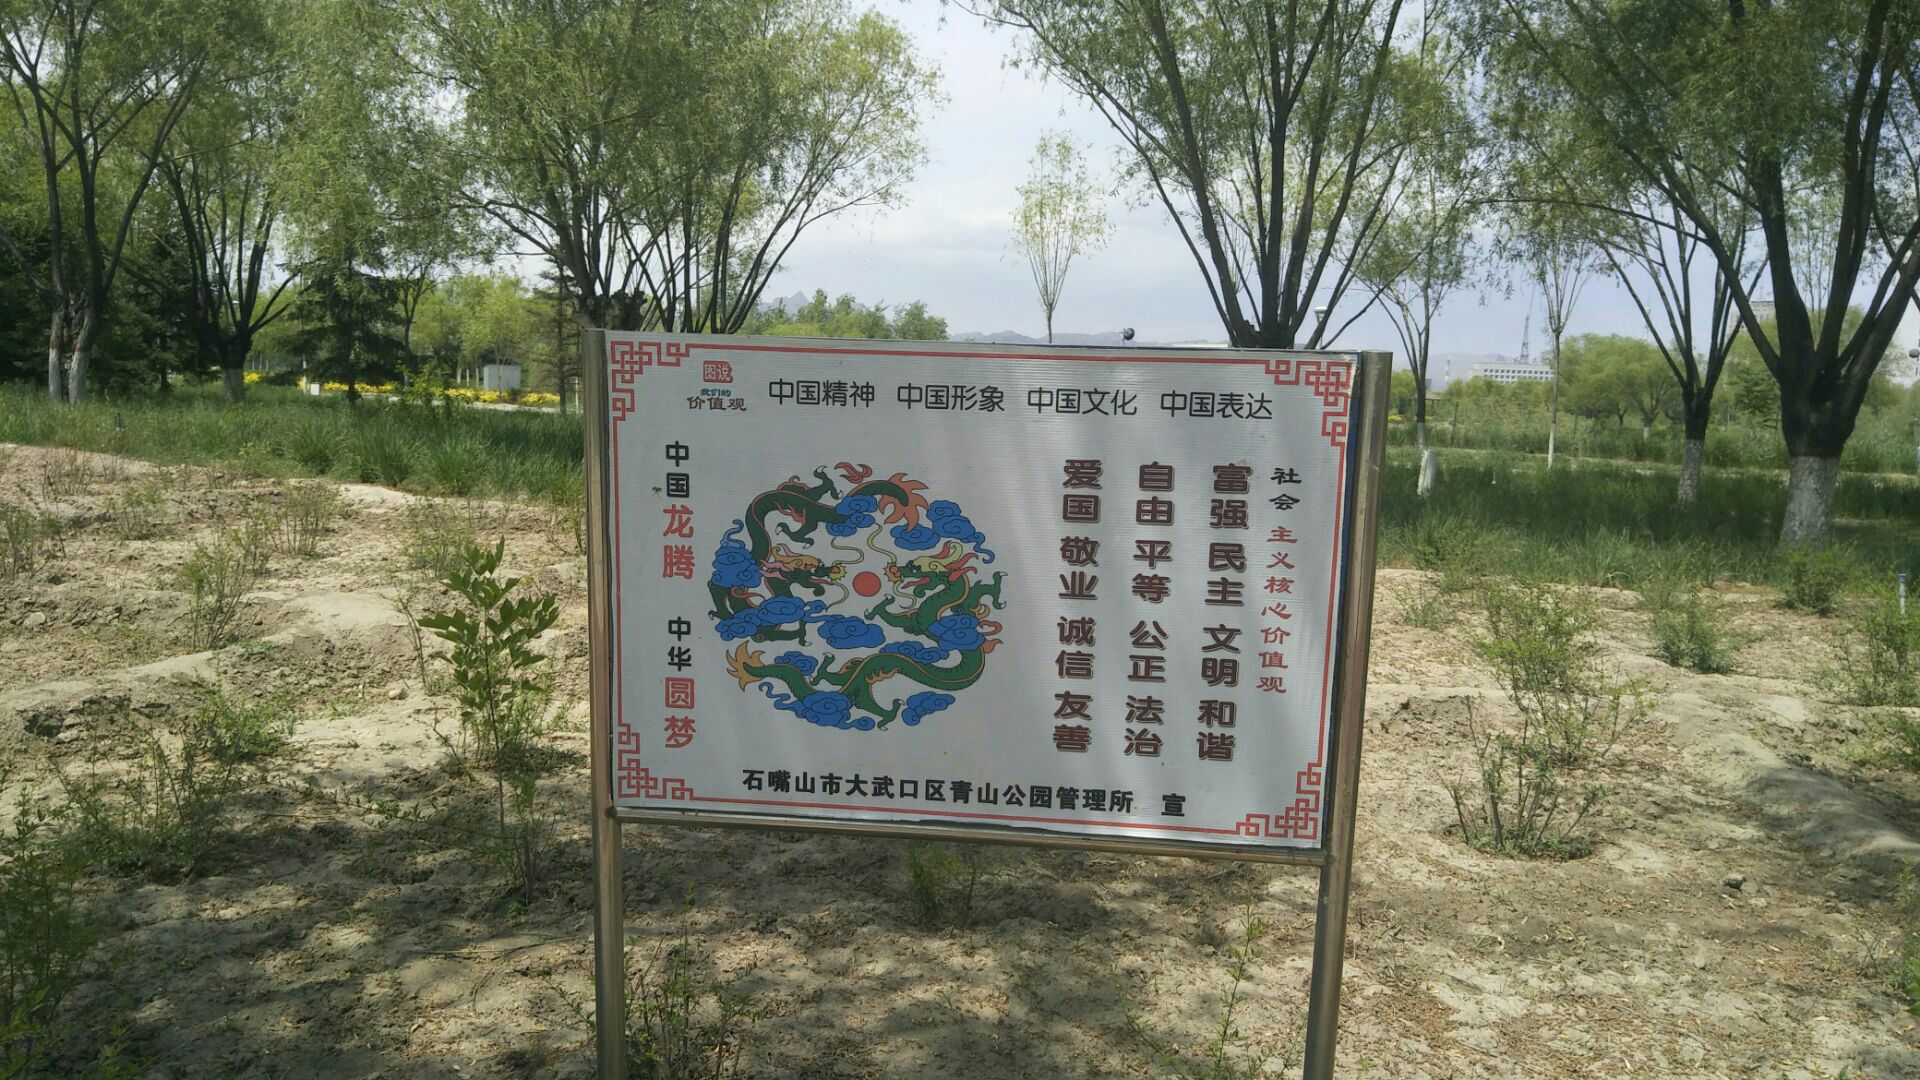 图说
我们的
价值观
中国精神 中国形象 中国文化 中国表达
中国龙腾 中华圆梦
社会主义核心价值观
富强 民主 文明 和谐
自由 平等 公正 法治
爱国 敬业 诚信 友善
石嘴山市大武口区青山公园管理所 宣